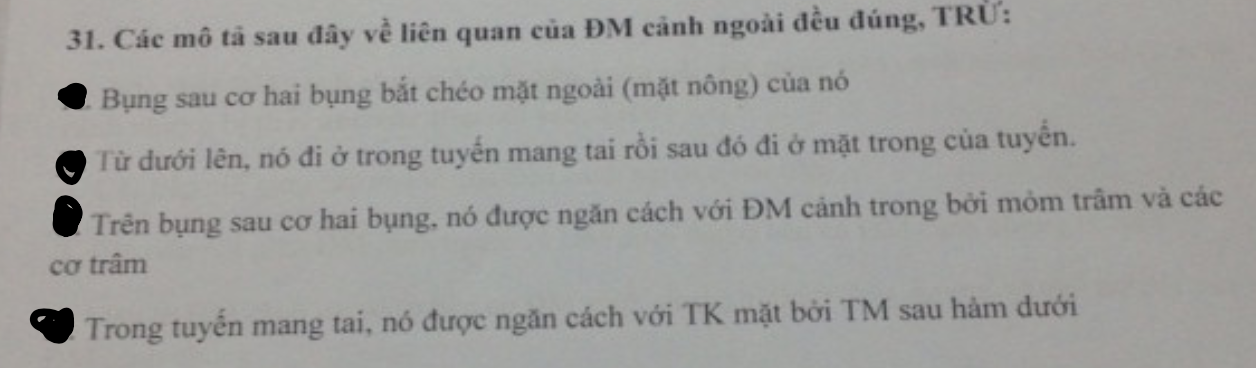 31. Các mô tả sau đây về liên quan của ĐM cảnh ngoài đều đúng, TRỪ:
Bụng sau cơ hai bụng bắt chéo mặt ngoài (mặt nông) của nó
Từ dưới lên, nó đi ở trong tuyến mang tai rồi sau đó đi ở mặt trong của tuyến.
Trên bụng sau cơ hai bụng, nó được ngăn cách với ĐM cảnh trong bởi mỏm trâm và các
cơ trâm
Trong tuyến mang tai, nó được ngăn cách với TK mặt bởi TM sau hàm dưới